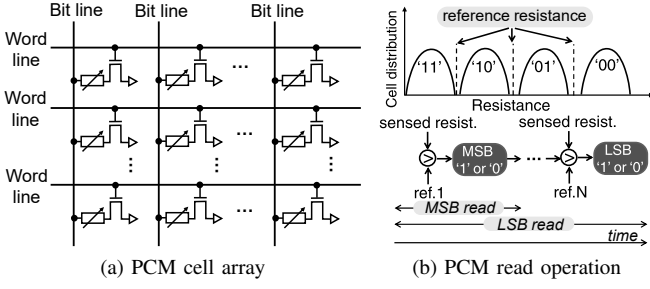 Bit line Bit line Bit line
Word line
...
Word line
...
Word line
...
(a) PCM cell array
reference resistance
Cell distribution
'11' '10' '01' '00'
Resistance
sensed resist. sensed resist.
> MSB '1' or '0' ... > LSB '1' or '0'
ref.1 ref.N
MSB read
LSB read
time
(b) PCM read operation